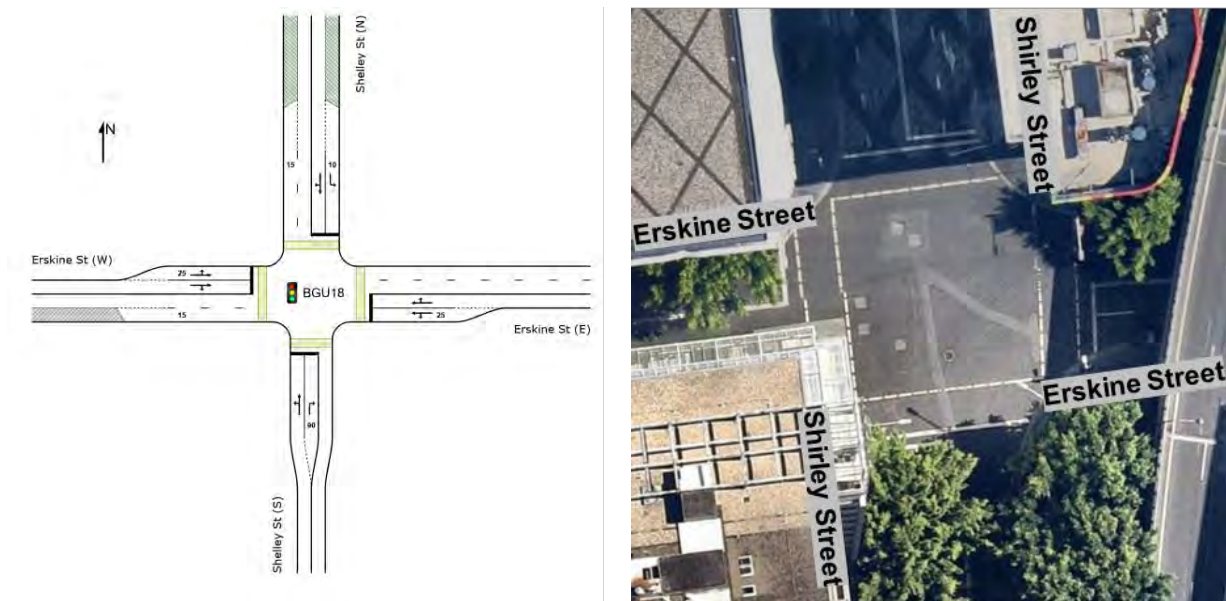 Shelley St (N)
N
15
10
Erskine St (W)
25
BGU18
15
25
Erskine St (E)
90
Shelley St (S)
Shirley Street
Erskine Street
Erskine Street
Shirley Street